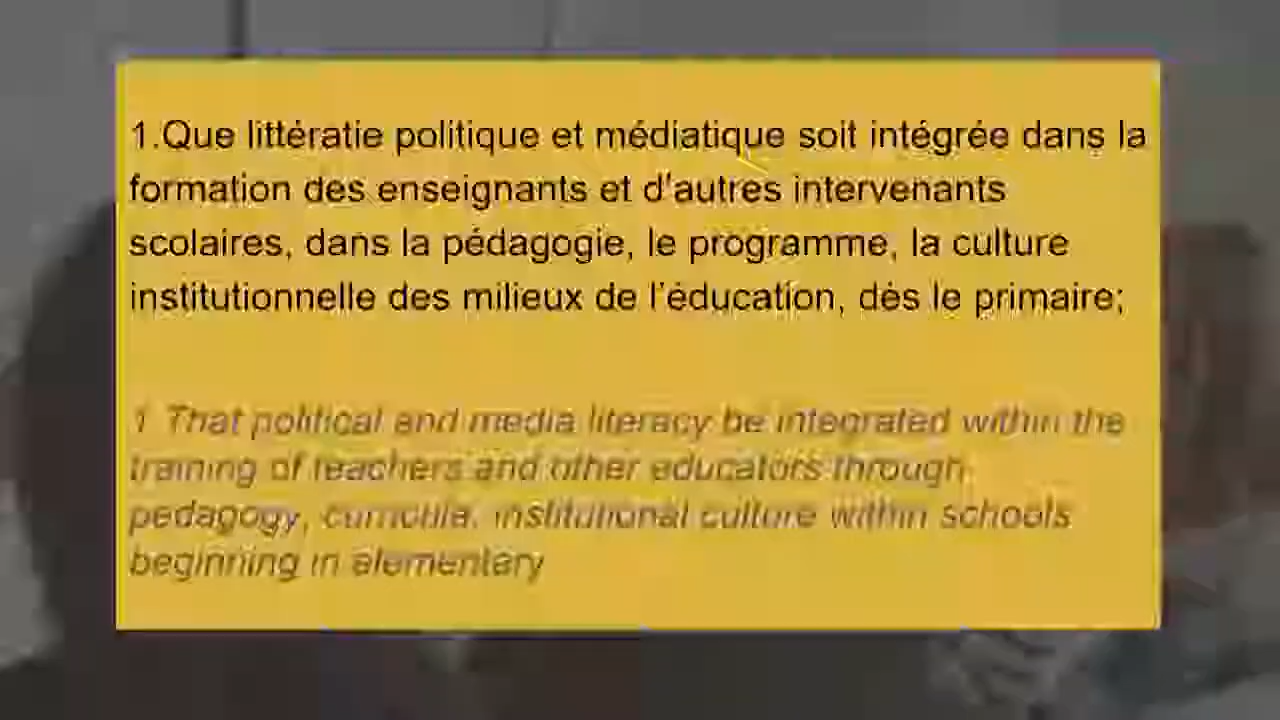 1.Que littératie politique et médiatique soit intégrée dans la
formation des enseignants et d'autres intervenants
scolaires, dans la pédagogie, le programme, la culture
institutionnelle des milieux de l'éducation, dès le primaire;
1 That political and media literacy be integrated within the
training of teachers and other educators through
pedagogy, curricula, institutional culture within schools
beginning in elementary